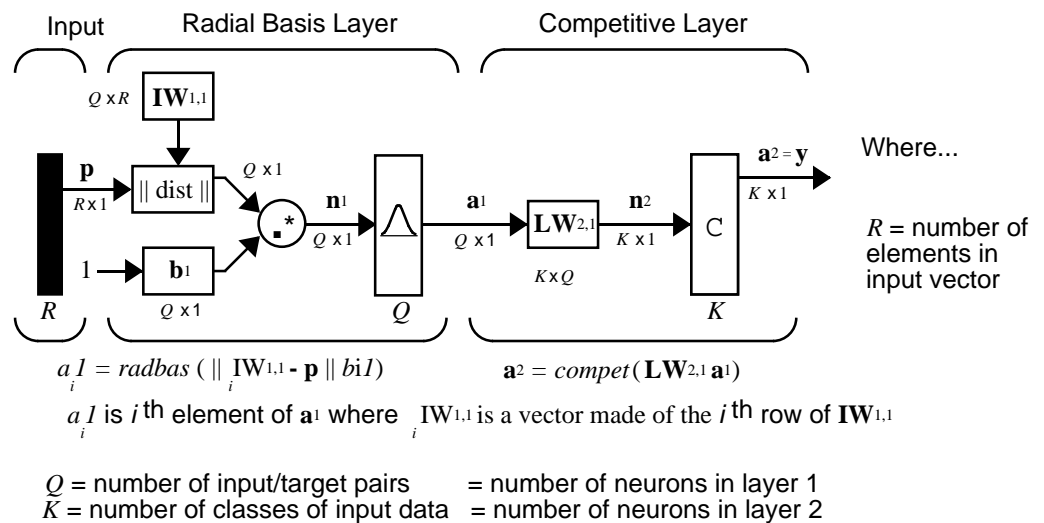 Input Radial Basis Layer Competitive Layer
Q x R IW1,1
p R x 1 || dist || Q x 1
.* n1 Q x 1
a1 Q x 1 LW2,1 K x Q
n2 K x 1 C
a2 = y K x 1
Where...
R = number of
elements in
input vector
1 b1 Q x 1
R Q K
ai1 = radbas ( || iIW1,1 - p || bi1) a2 = compet( LW2,1 a1)
ai1 is i th element of a1 where iIW1,1 is a vector made of the i th row of IW1,1
Q = number of input/target pairs = number of neurons in layer 1
K = number of classes of input data = number of neurons in layer 2